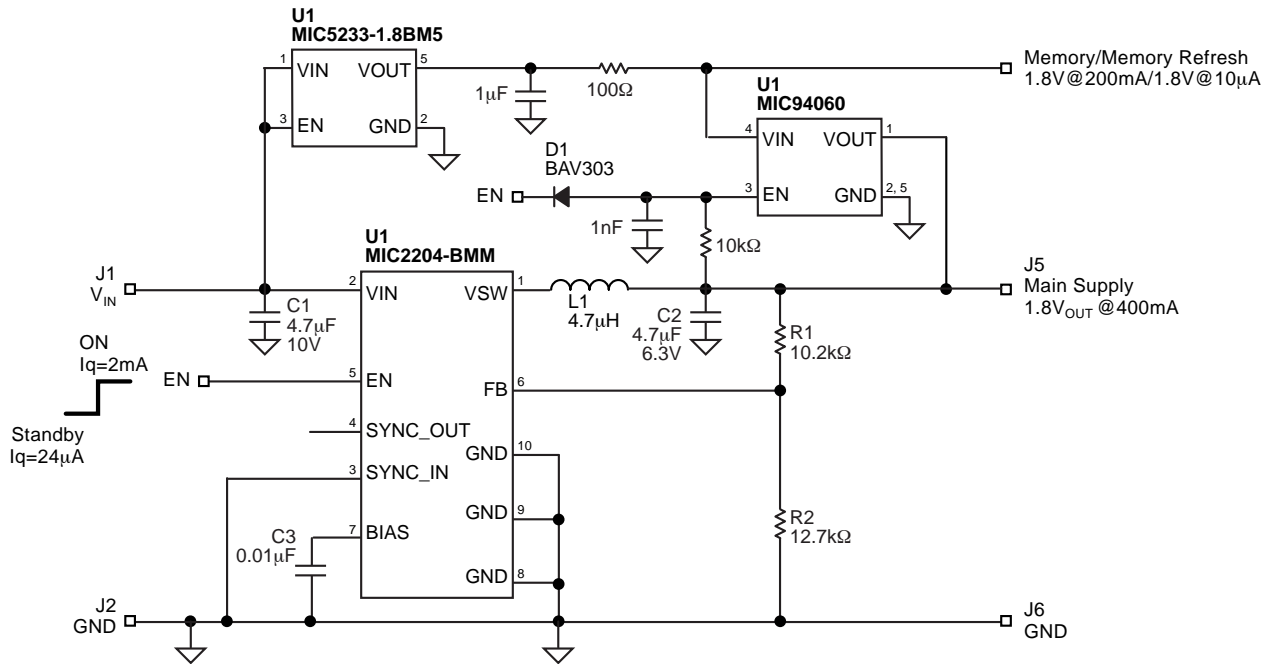 U1
MIC5233-1.8BM5
1
VIN
VOUT
5
3
EN
GND
2
1μF
100Ω
Memory/Memory Refresh
1.8V@200mA/1.8V@10μA
U1
MIC94060
4
VIN
VOUT
1
3
EN
GND
2, 5
D1
BAV303
EN
1nF
10kΩ
U1
MIC2204-BMM
J1
VIN
2
VIN
VSW
1
L1
4.7μH
C1
4.7μF
10V
C2
4.7μF
6.3V
R1
10.2kΩ
J5
Main Supply
1.8VOUT @400mA
ON
Iq=2mA
EN
5
EN
FB
6
Standby
Iq=24μA
4
SYNC_OUT
GND
10
3
SYNC_IN
GND
9
R2
12.7kΩ
C3
0.01μF
7
BIAS
GND
8
J2
GND
J6
GND